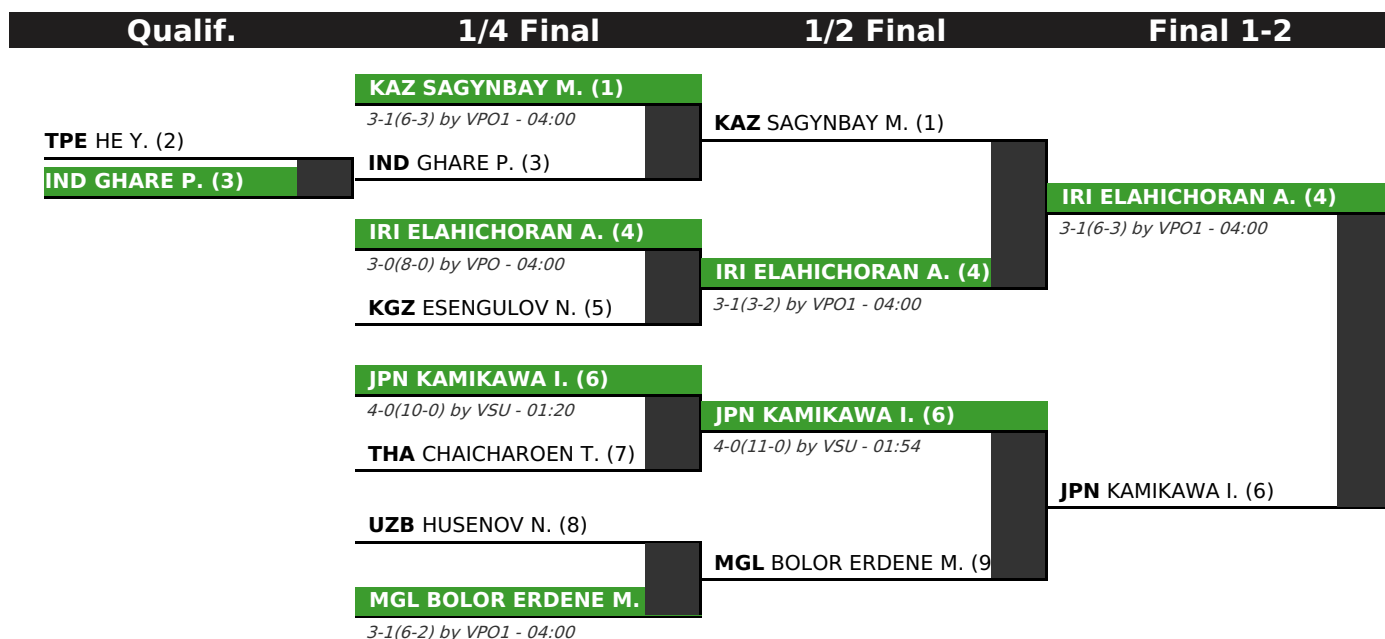 Qualif. 1/4 Final 1/2 Final Final 1-2
TPE HE Y. (2)
IND GHARE P. (3)
KAZ SAGYNBAY M. (1)
3-1(6-3) by VPO1 - 04:00
IND GHARE P. (3)
IRI ELAHICHORAN A. (4)
3-0(8-0) by VPO - 04:00
KGZ ESENGULOV N. (5)
JPN KAMIKAWA I. (6)
4-0(10-0) by VSU - 01:20
THA CHAICHAROEN T. (7)
UZB HUSENOV N. (8)
MGL BOLOR ERDENE M.
3-1(6-2) by VPO1 - 04:00
KAZ SAGYNBAY M. (1)
IRI ELAHICHORAN A. (4)
3-1(3-2) by VPO1 - 04:00
JPN KAMIKAWA I. (6)
4-0(11-0) by VSU - 01:54
MGL BOLOR ERDENE M. (9
IRI ELAHICHORAN A. (4)
3-1(6-3) by VPO1 - 04:00
JPN KAMIKAWA I. (6)